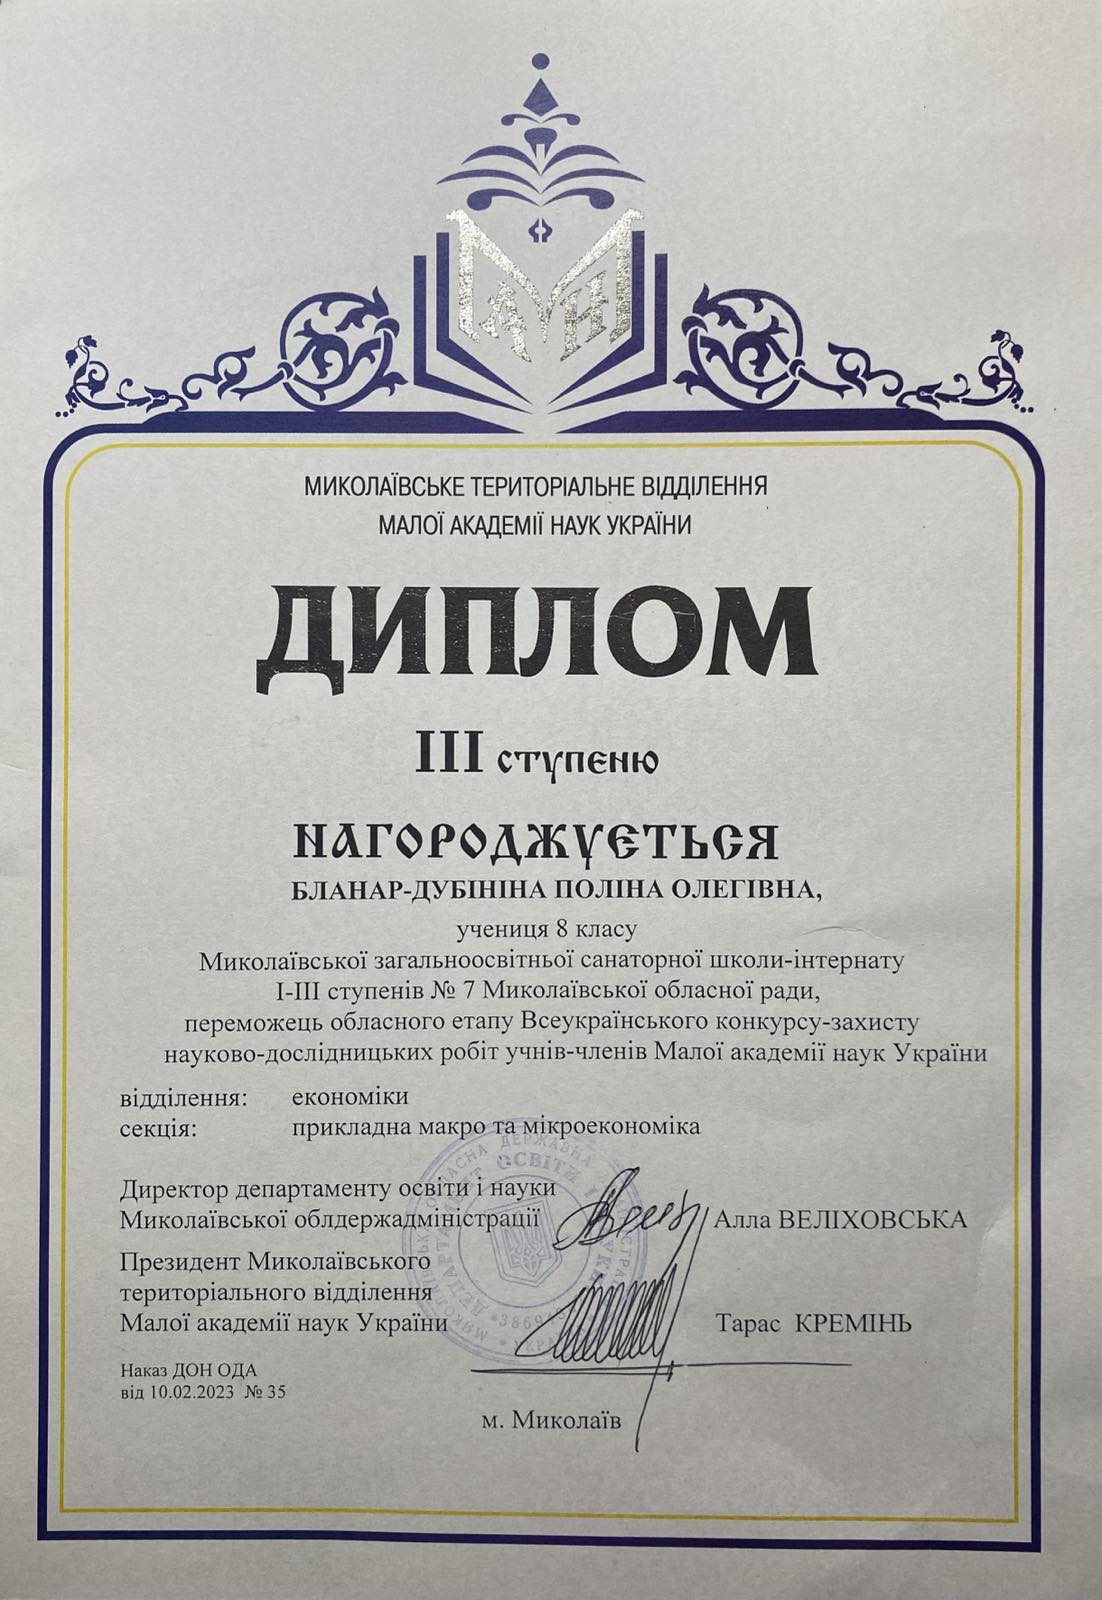 МАН
МИКОЛАЇВСЬКЕ ТЕРИТОРІАЛЬНЕ ВІДДІЛЕННЯ
МАЛОЇ АКАДЕМІЇ НАУК УКРАЇНИ
ДИПЛОМ
III ступеню
НАГОРОДЖУЄТЬСЯ
БЛАНАР-ДУБІНІНА ПОЛІНА ОЛЕГІВНА,
учениця 8 класу
Миколаївської загальноосвітньої санаторної школи-інтернату
І-ІІІ ступенів № 7 Миколаївської обласної ради,
переможець обласного етапу Всеукраїнського конкурсу-захисту
науково-дослідницьких робіт учнів-членів Малої академії наук України
відділення: економіки
секція: прикладна макро та мікроекономіка
Директор департаменту освіти і науки
Миколаївської облдержадміністрації Алла ВЕЛІХОВСЬКА
Президент Миколаївського
територіального відділення
Малої академії наук України Тарас КРЕМІНЬ
Наказ ДОН ОДА
від 10.02.2023 № 35
м. Миколаїв